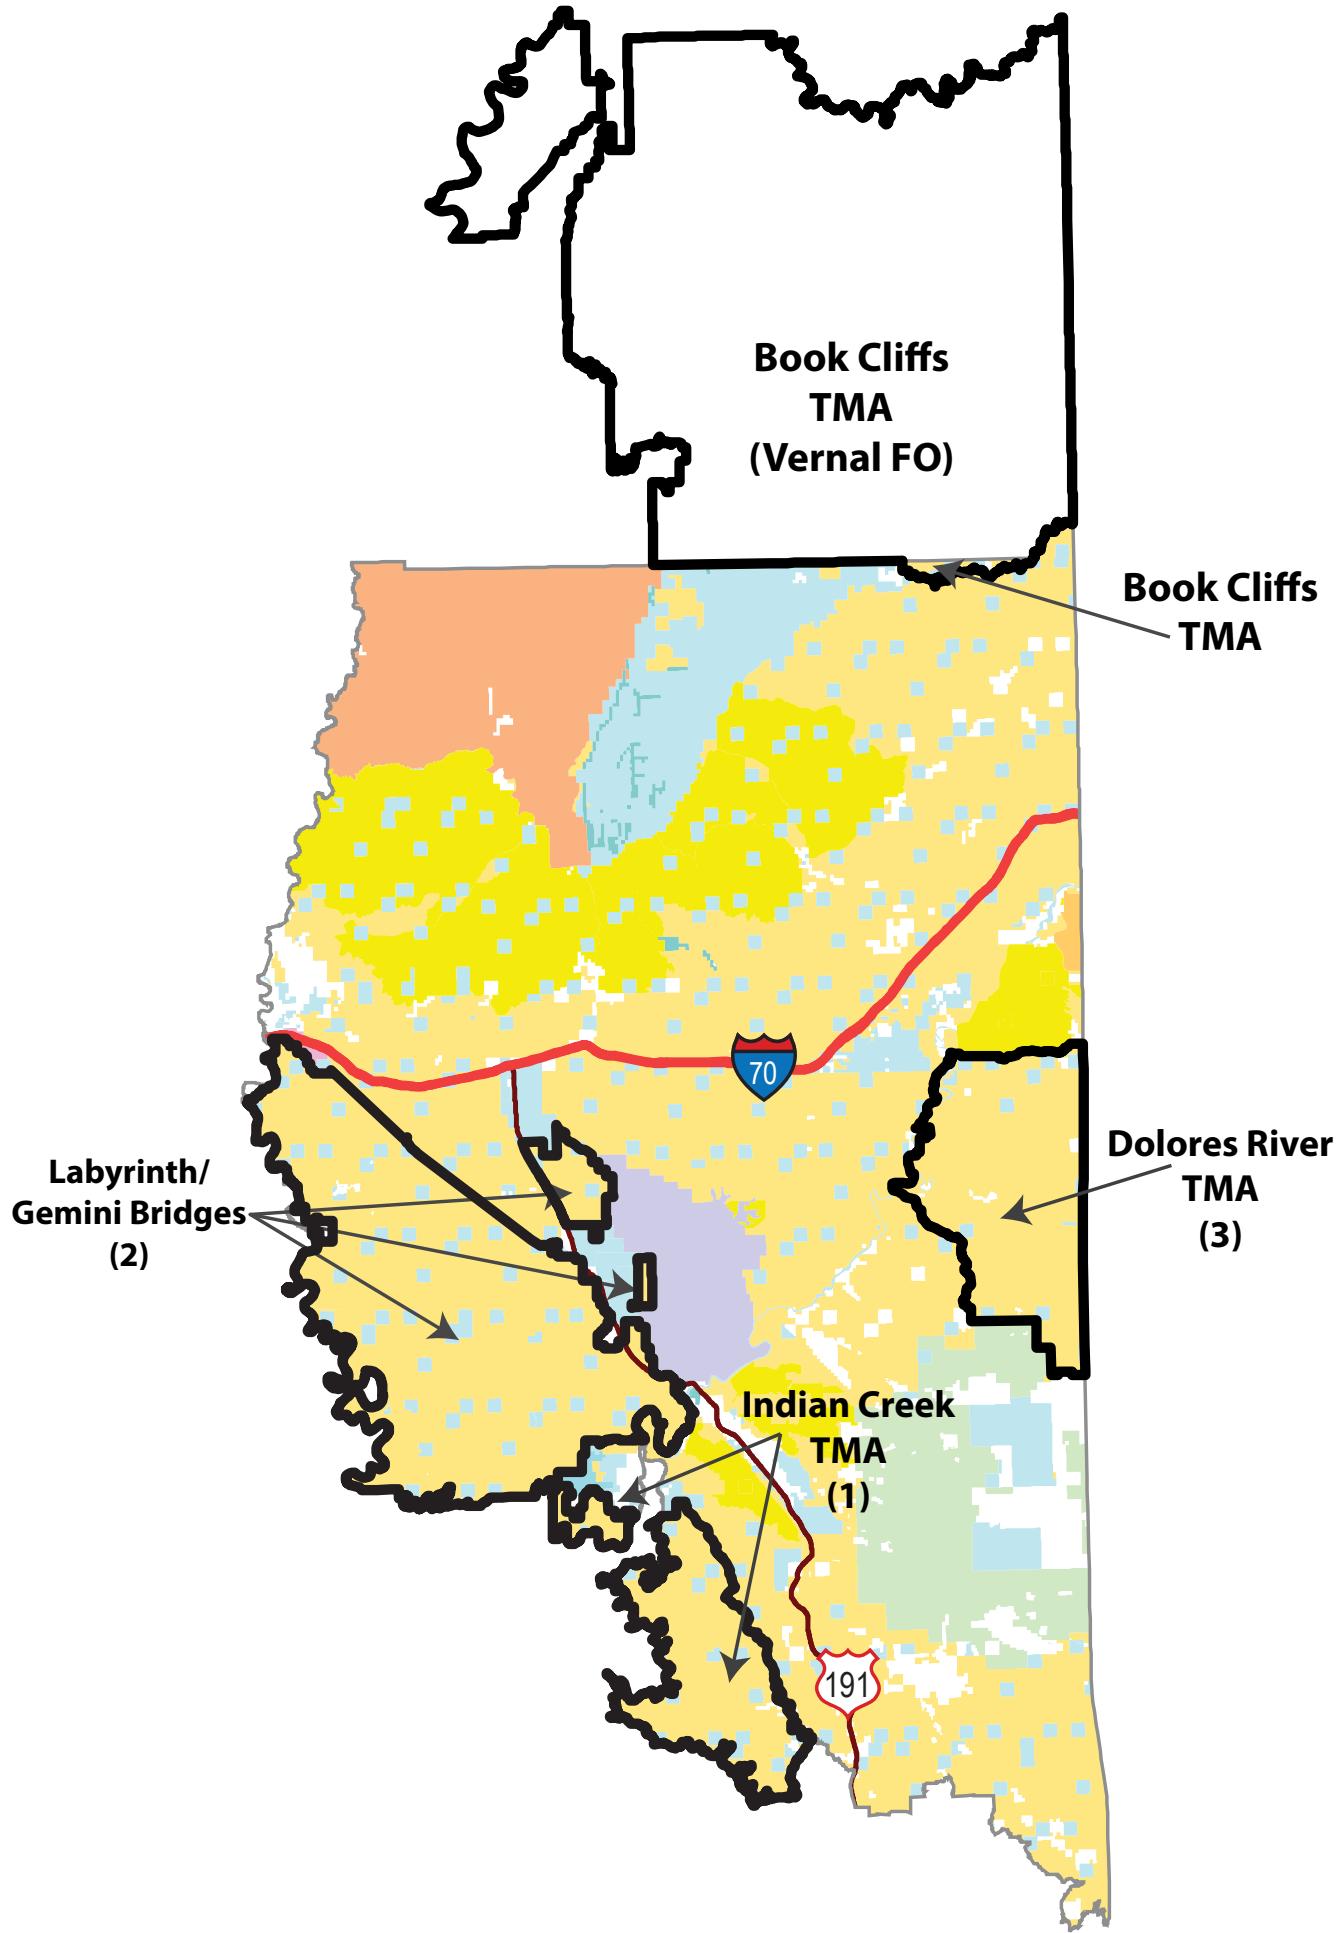 Book Cliffs
TMA
(Vernal FO)
Book Cliffs
TMA
70
Dolores River
TMA
(3)
Labyrinth/
Gemini Bridges
(2)
Indian Creek
TMA
(1)
191